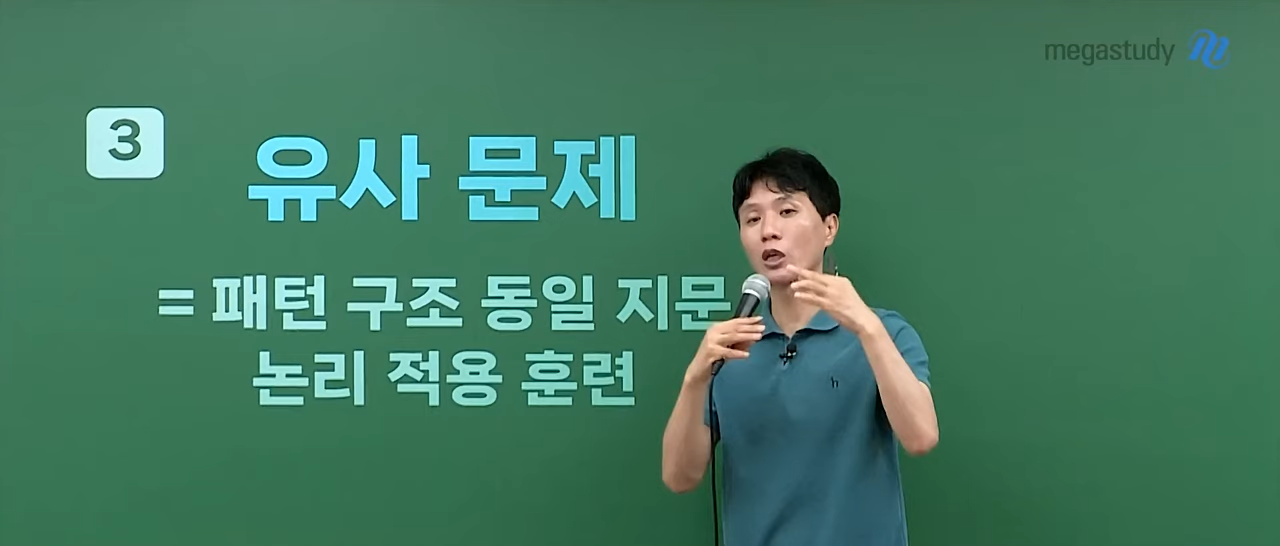 megastudy
3
유사 문제
= 패턴 구조 동일 지문
논리 적용 훈련